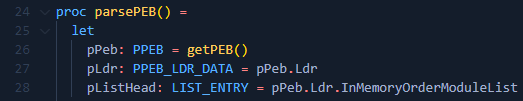 24 proc parsePEB() =
25 let
26 pPeb: PPEB = getPEB()
27 pLdr: PPEB_LDR_DATA = pPeb.Ldr
28 pListHead: LIST_ENTRY = pPeb.Ldr.InMemoryOrderModuleList